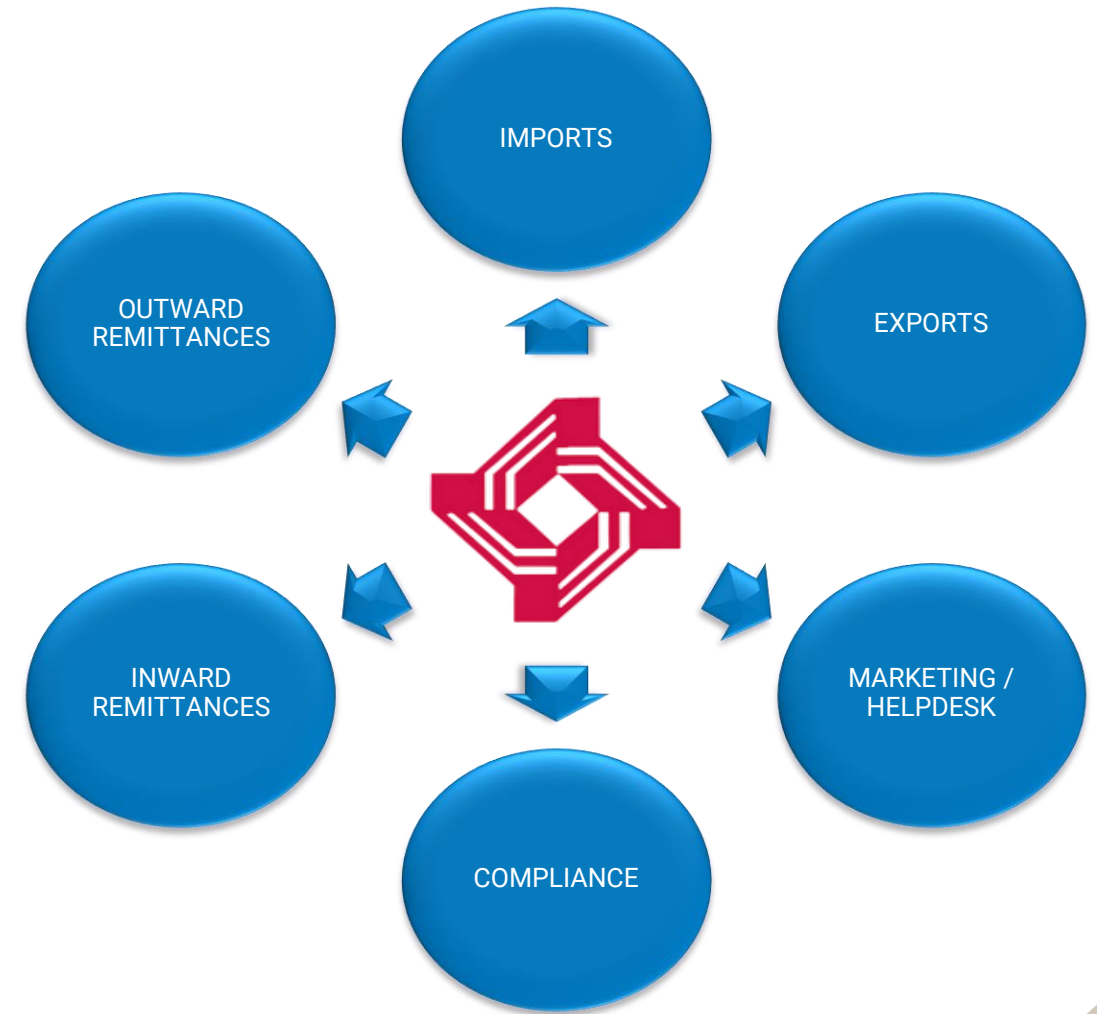 IMPORTS
EXPORTS
MARKETING /
HELPDESK
COMPLIANCE
INWARD
REMITTANCES
OUTWARD
REMITTANCES